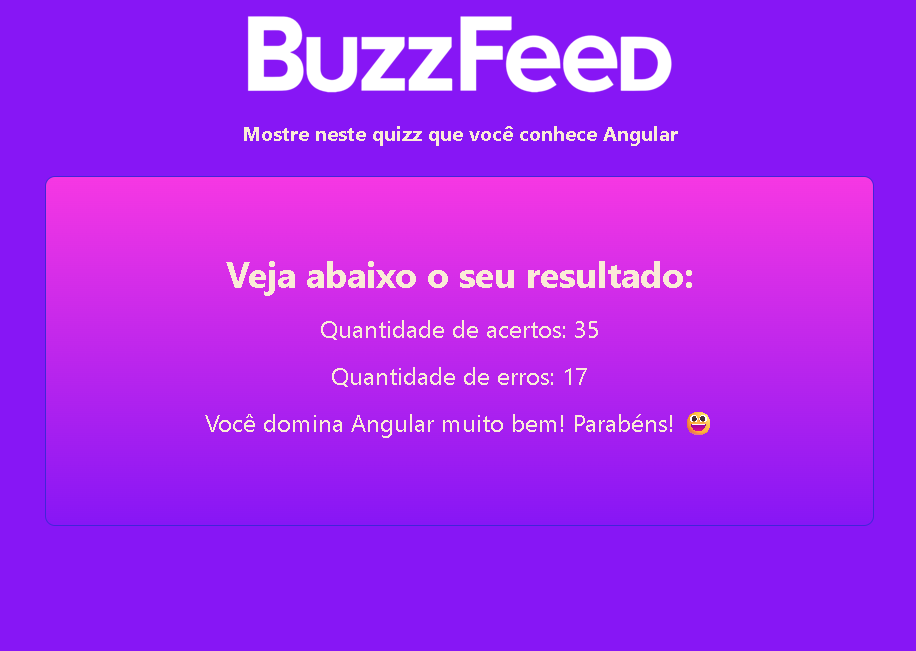 BuzzFeed
Mostre neste quizz que você conhece Angular
Veja abaixo o seu resultado:
Quantidade de acertos: 35
Quantidade de erros: 17
Você domina Angular muito bem! Parabéns! 😃